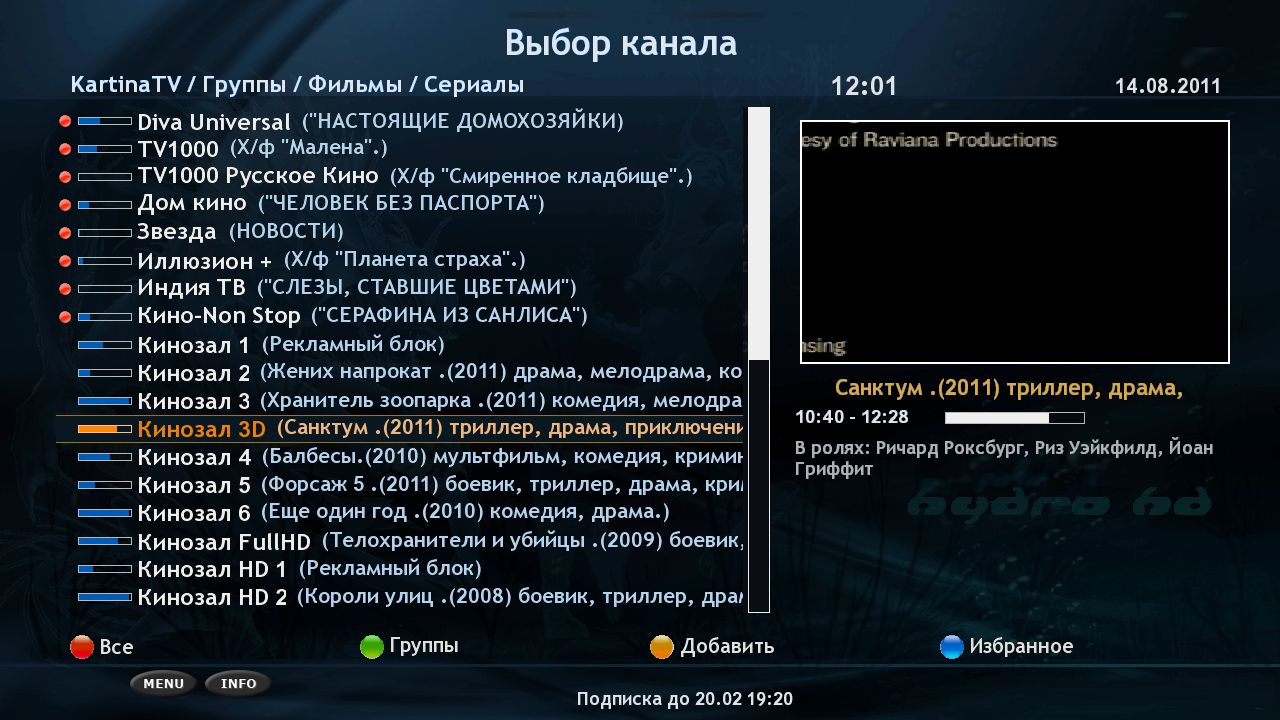 Выбор канала
KartinaTV / Группы / Фильмы / Сериалы
12:01
14.08.2011
Diva Universal ("НАСТОЯЩИЕ ДОМОХОЗЯЙКИ)
TV1000 (Х/ф "Малена".)
TV1000 Русское Кино (Х/ф "Смиренное кладбище".)
Дом кино ("ЧЕЛОВЕК БЕЗ ПАСПОРТА")
Звезда (НОВОСТИ)
Иллюзион + (Х/ф "Планета страха".)
Индия ТВ ("СЛЕЗЫ, СТАВШИЕ ЦВЕТАМИ")
Кино-Non Stop ("СЕРАФИНА ИЗ САНЛИСА")
Кинозал 1 (Рекламный блок)
Кинозал 2 (Жених напрокат .(2011) драма, мелодрама, ко
Кинозал 3 (Хранитель зоопарка .(2011) комедия, мелодра
Кинозал 3D (Санктум .(2011) триллер, драма, приключени
Кинозал 4 (Балбесы.(2010) мультфильм, комедия, кримин
Кинозал 5 (Форсаж 5 .(2011) боевик, триллер, драма, кри
Кинозал 6 (Еще один год .(2010) комедия, драма.)
Кинозал FullHD (Телохранители и убийцы .(2009) боевик,
Кинозал HD 1 (Рекламный блок)
Кинозал HD 2 (Короли улиц .(2008) боевик, триллер, дра
esy of Raviana Productions
nsing
Санктум .(2011) триллер, драма,
10:40 - 12:28
В ролях: Ричард Роксбург, Риз Уэйкфилд, Йоан
Гриффит
hydro hd
Все
Группы
Добавить
Избранное
MENU
INFO
Подписка до 20.02 19:20